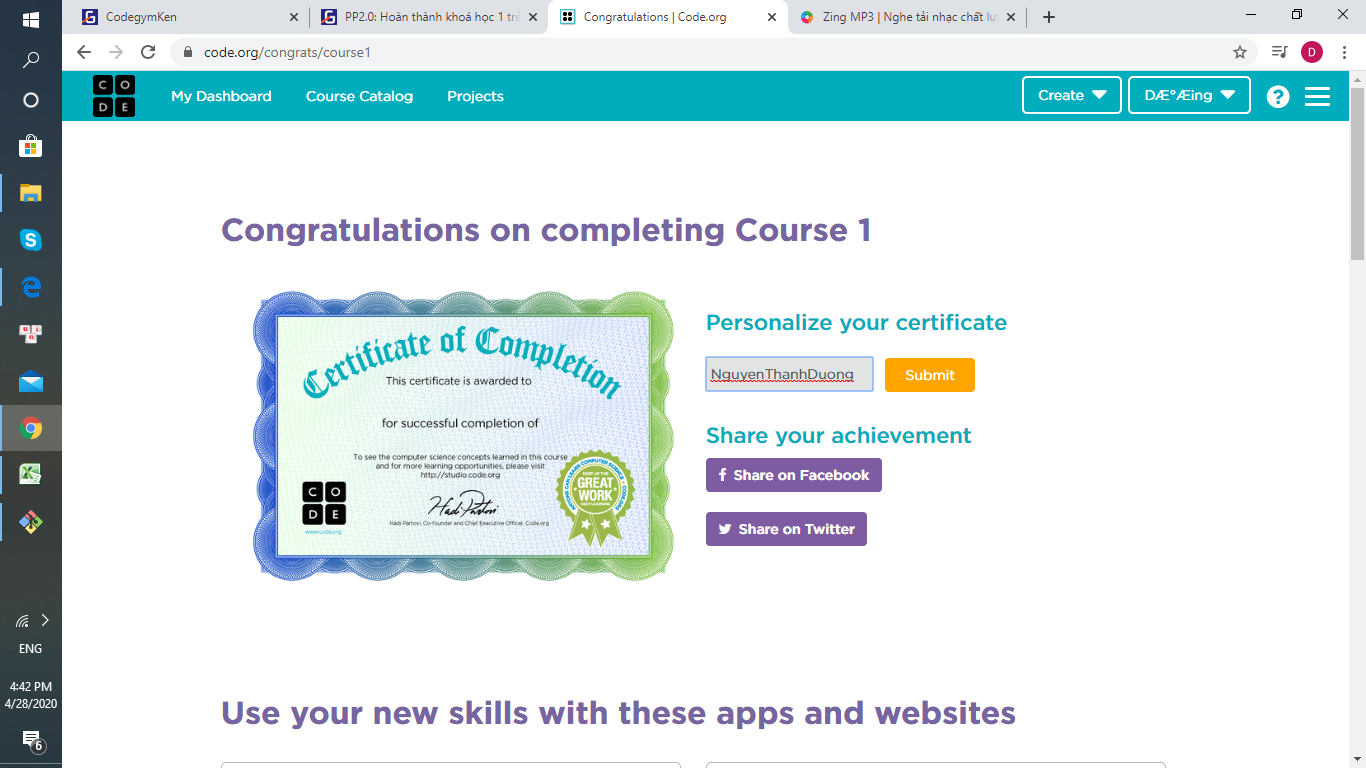 CodegymKen
PP2.0: Hoàn thành khoá học 1 trê
Congratulations | Code.org
Zing MP3 | Nghe tải nhạc chất lư
code.org/congrats/course1
D
C O
D E
My Dashboard
Course Catalog
Projects
Create
DÆ°Æing
?
Congratulations on completing Course 1
Certificate of Completion
This certificate is awarded to
for successful completion of
To see the computer science concepts learned in this course
and for more learning opportunities, please visit
http://studio.code.org
C O
D E
www.code.org
Hadi Partovi
Hadi Partovi, Co-founder and Chief Executive Officer, Code.org
ANYONE CAN LEARN COMPUTER SCIENCE
KEEP UP THE
GREAT
WORK
KEEP LEARNING
CODE.ORG
Personalize your certificate
NguyenThanhDuong
Submit
Share your achievement
Share on Facebook
Share on Twitter
Use your new skills with these apps and websites
ENG
4:42 PM
4/28/2020
6